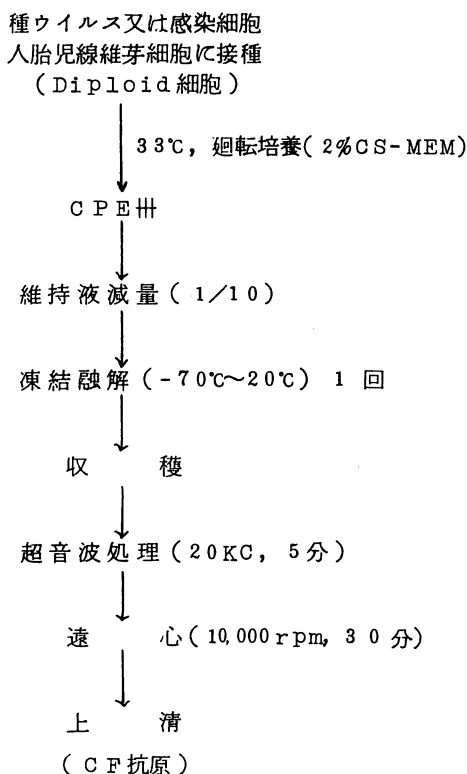 種ウイルス又は感染細胞
人胎児線維芽細胞に接種
(Diploid細胞)
33℃, 廻転培養(2%CS-MEM)
CPE卌
維持液減量(1/10)
凍結融解(-70℃~20℃) 1 回
収 穫
超音波処理(20KC, 5分)
遠 心(10,000rpm, 30分)
上 清
(CF抗原)